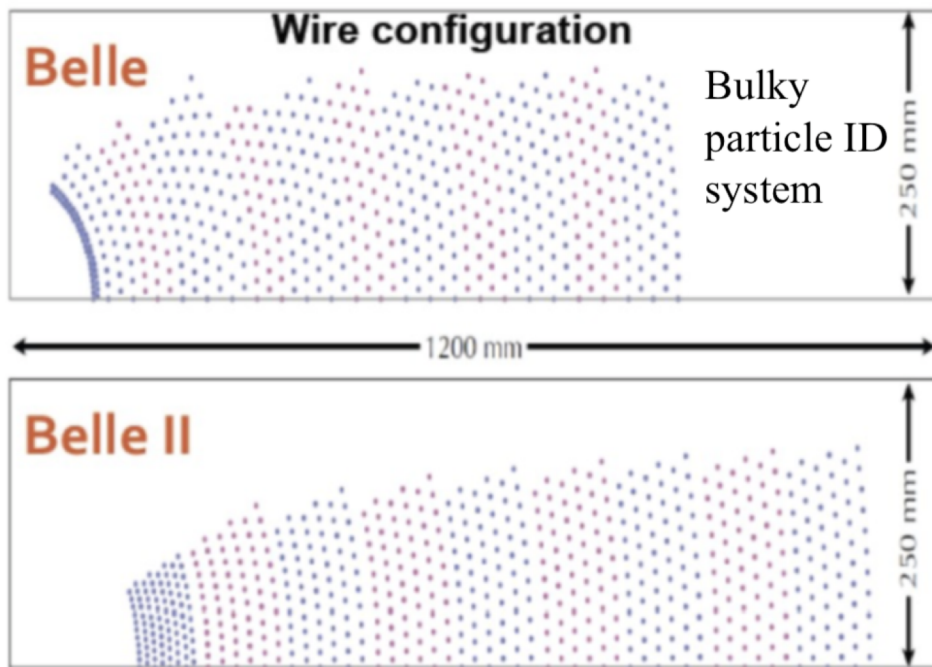 Wire configuration
Belle
Bulky
particle ID
system
250 mm
1200 mm
Belle II
250 mm